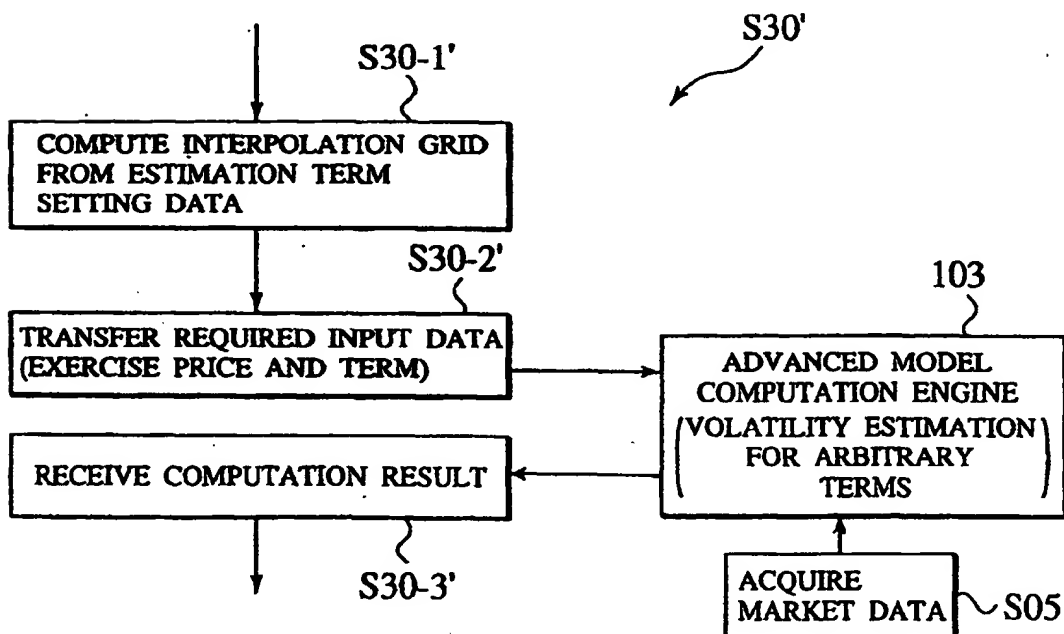 S30'
S30-1'
COMPUTE INTERPOLATION GRID
FROM ESTIMATION TERM
SETTING DATA
S30-2'
TRANSFER REQUIRED INPUT DATA
(EXERCISE PRICE AND TERM)
103
ADVANCED MODEL
COMPUTATION ENGINE
(VOLATILITY ESTIMATION
FOR ARBITRARY
TERMS)
RECEIVE COMPUTATION RESULT
S30-3'
ACQUIRE
MARKET DATA
S05